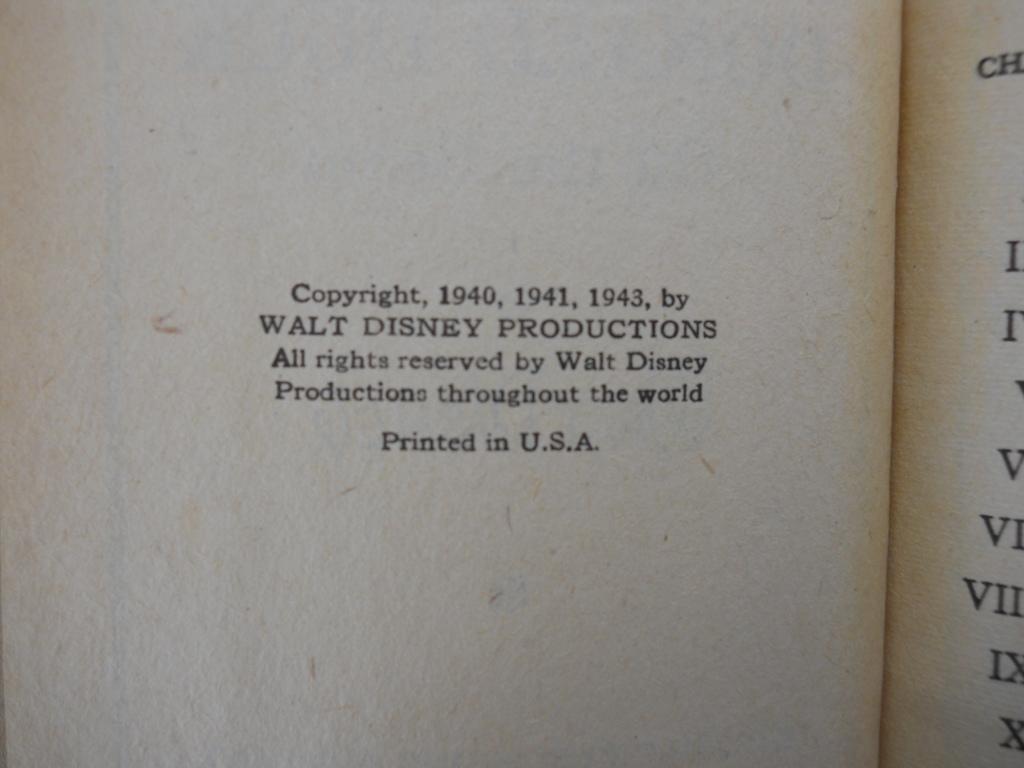 Copyright, 1940, 1941, 1943, by
WALT DISNEY PRODUCTIONS
All rights reserved by Walt Disney
Productions throughout the world
Printed in U.S.A.
CH
IV
V
V
VI
VII
IX
X